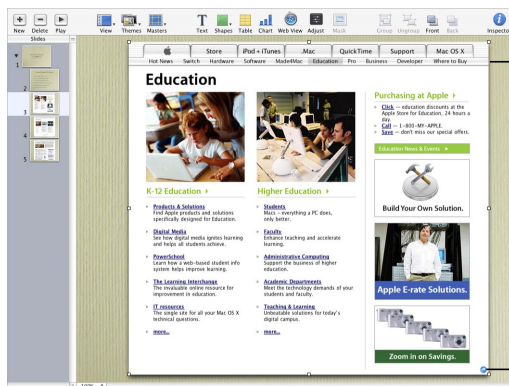 New Delete Play View Themes Masters Text Shapes Table Chart Web View Adjust Mask Group Ungroup Front Back Inspecto
Slides
1
2
3
4
5
Store iPod + iTunes .Mac QuickTime Support Mac OS X
Hot News Switch Hardware Software Made4Mac Education Pro Business Developer Where to Buy
Education
K-12 Education
Products & Solutions
Find Apple products and solutions
specifically designed for Education.
Digital Media
See how digital media ignites learning
and helps all students achieve.
PowerSchool
Learn how a web-based student info
system helps improve learning.
The Learning Interchange
The invaluable online resource for
improvement in education.
IT resources
The single site for all your Mac OS X
technical questions.
more...
Higher Education
Students
Macs – everything a PC does,
only better.
Faculty
Enhance teaching and accelerate
learning.
Administrative Computing
Support the business of higher
education.
Academic Departments
Meet the technology demands of your
students and faculty.
Teaching & Learning
Unbeatable solutions for today's
digital campus.
more...
Purchasing at Apple
Click — education discounts at the
Apple Store for Education, 24 hours a
day.
Call — 1-800-MY-APPLE.
Save — don't miss our special offers.
Education News & Events
Build Your Own Solution.
Apple E-rate Solutions.
Zoom in on Savings.
100%